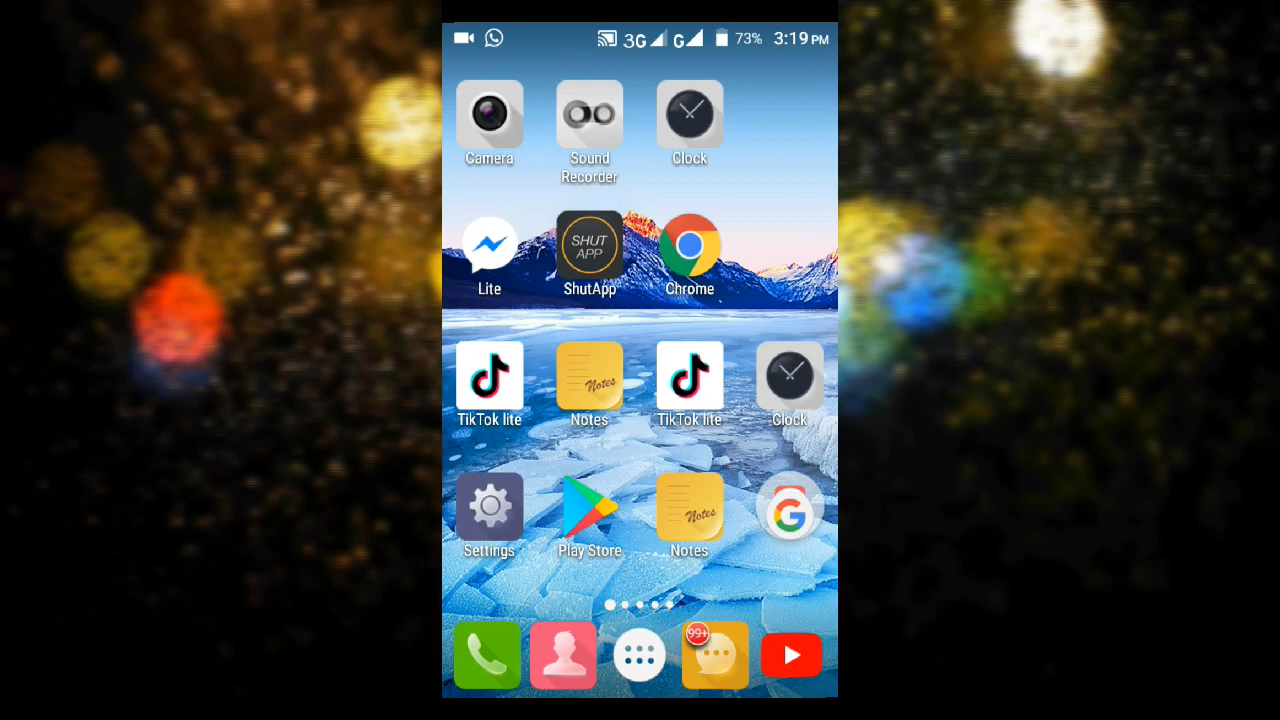 3G G 73% 3:19 PM
Camera
Sound
Recorder
Clock
SHUT
APP
Lite
ShutApp
Chrome
Notes
TikTok lite
Notes
TikTok lite
Clock
Notes
G
Settings
Play Store
Notes
99+